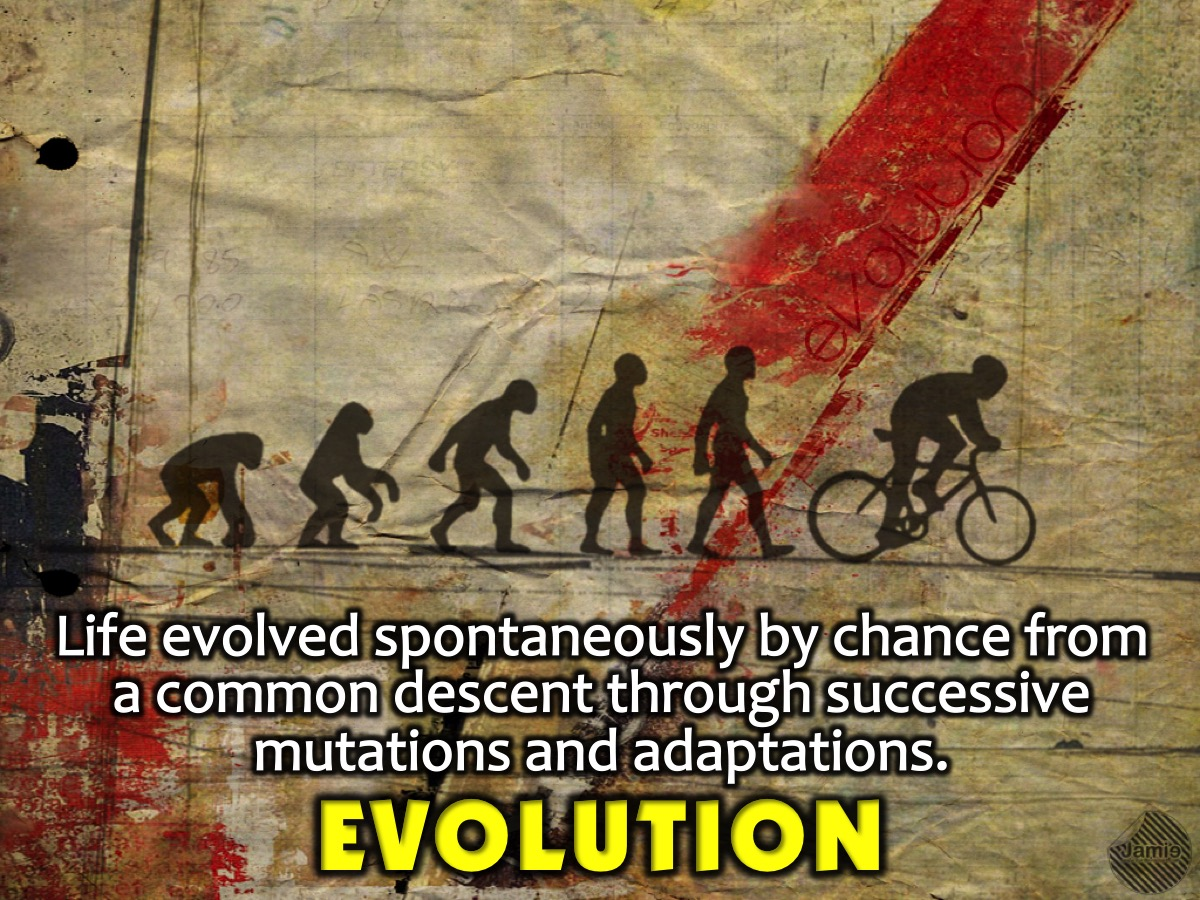 evolution
Life evolved spontaneously by chance from
a common descent through successive
mutations and adaptations.
EVOLUTION
Jamie